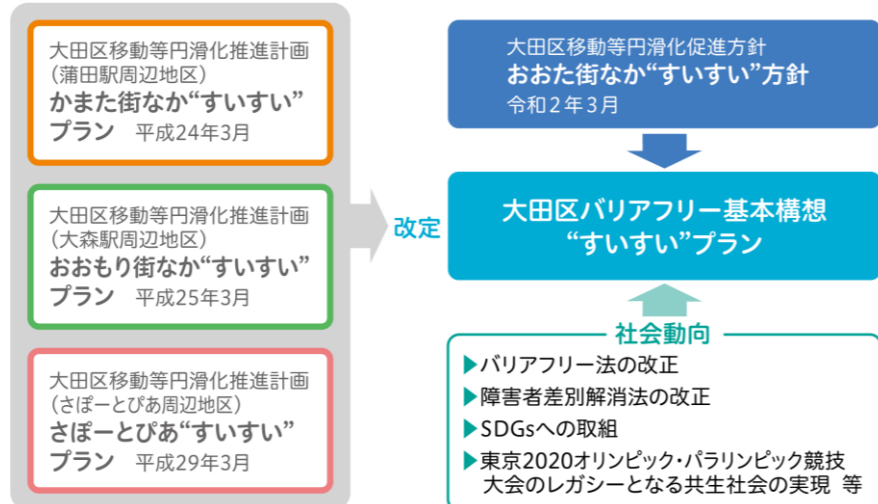 大田区移動等円滑化推進計画
(蒲田駅周辺地区)
かまた街なか“すいすい”
プラン 平成24年3月
大田区移動等円滑化推進計画
(大森駅周辺地区)
おおもり街なか“すいすい”
プラン 平成25年3月
大田区移動等円滑化推進計画
(さぽーとぴあ周辺地区)
さぽーとぴあ“すいすい”
プラン 平成29年3月
改定
大田区移動等円滑化促進方針
おおた街なか“すいすい”方針
令和2年3月
大田区バリアフリー基本構想
“すいすい”プラン
社会動向
▶バリアフリー法の改正
▶障害者差別解消法の改正
▶SDGsへの取組
▶東京2020オリンピック・パラリンピック競技
大会のレガシーとなる共生社会の実現 等